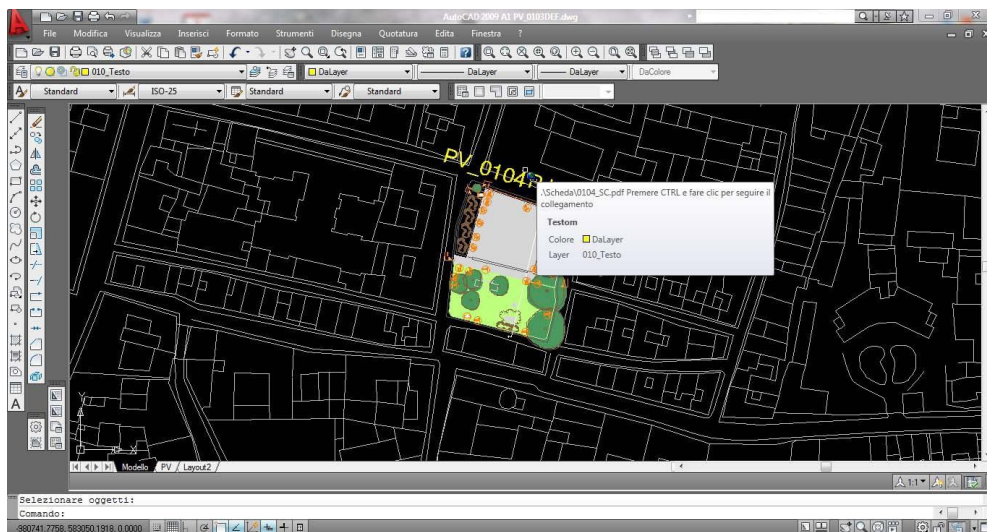 AutoCAD 2009 A1 PV_0103DEF.dwg
File Modifica Visualizza Inserisci Formato Strumenti Disegna Quotatura Edita Finestra ?
010_Testo DaLayer DaLayer DaLayer DaColore
Standard ISO-25 Standard Standard
PV_0104
.\Scheda\0104_SC.pdf Premere CTRL e fare clic per seguire il
collegamento
Testom
Colore DaLayer
Layer 010_Testo
A
Y
X
Modello PV Layout2
1:1
Selezionare oggetti:
Comando:
-980741.7758, 583050.1918, 0.0000